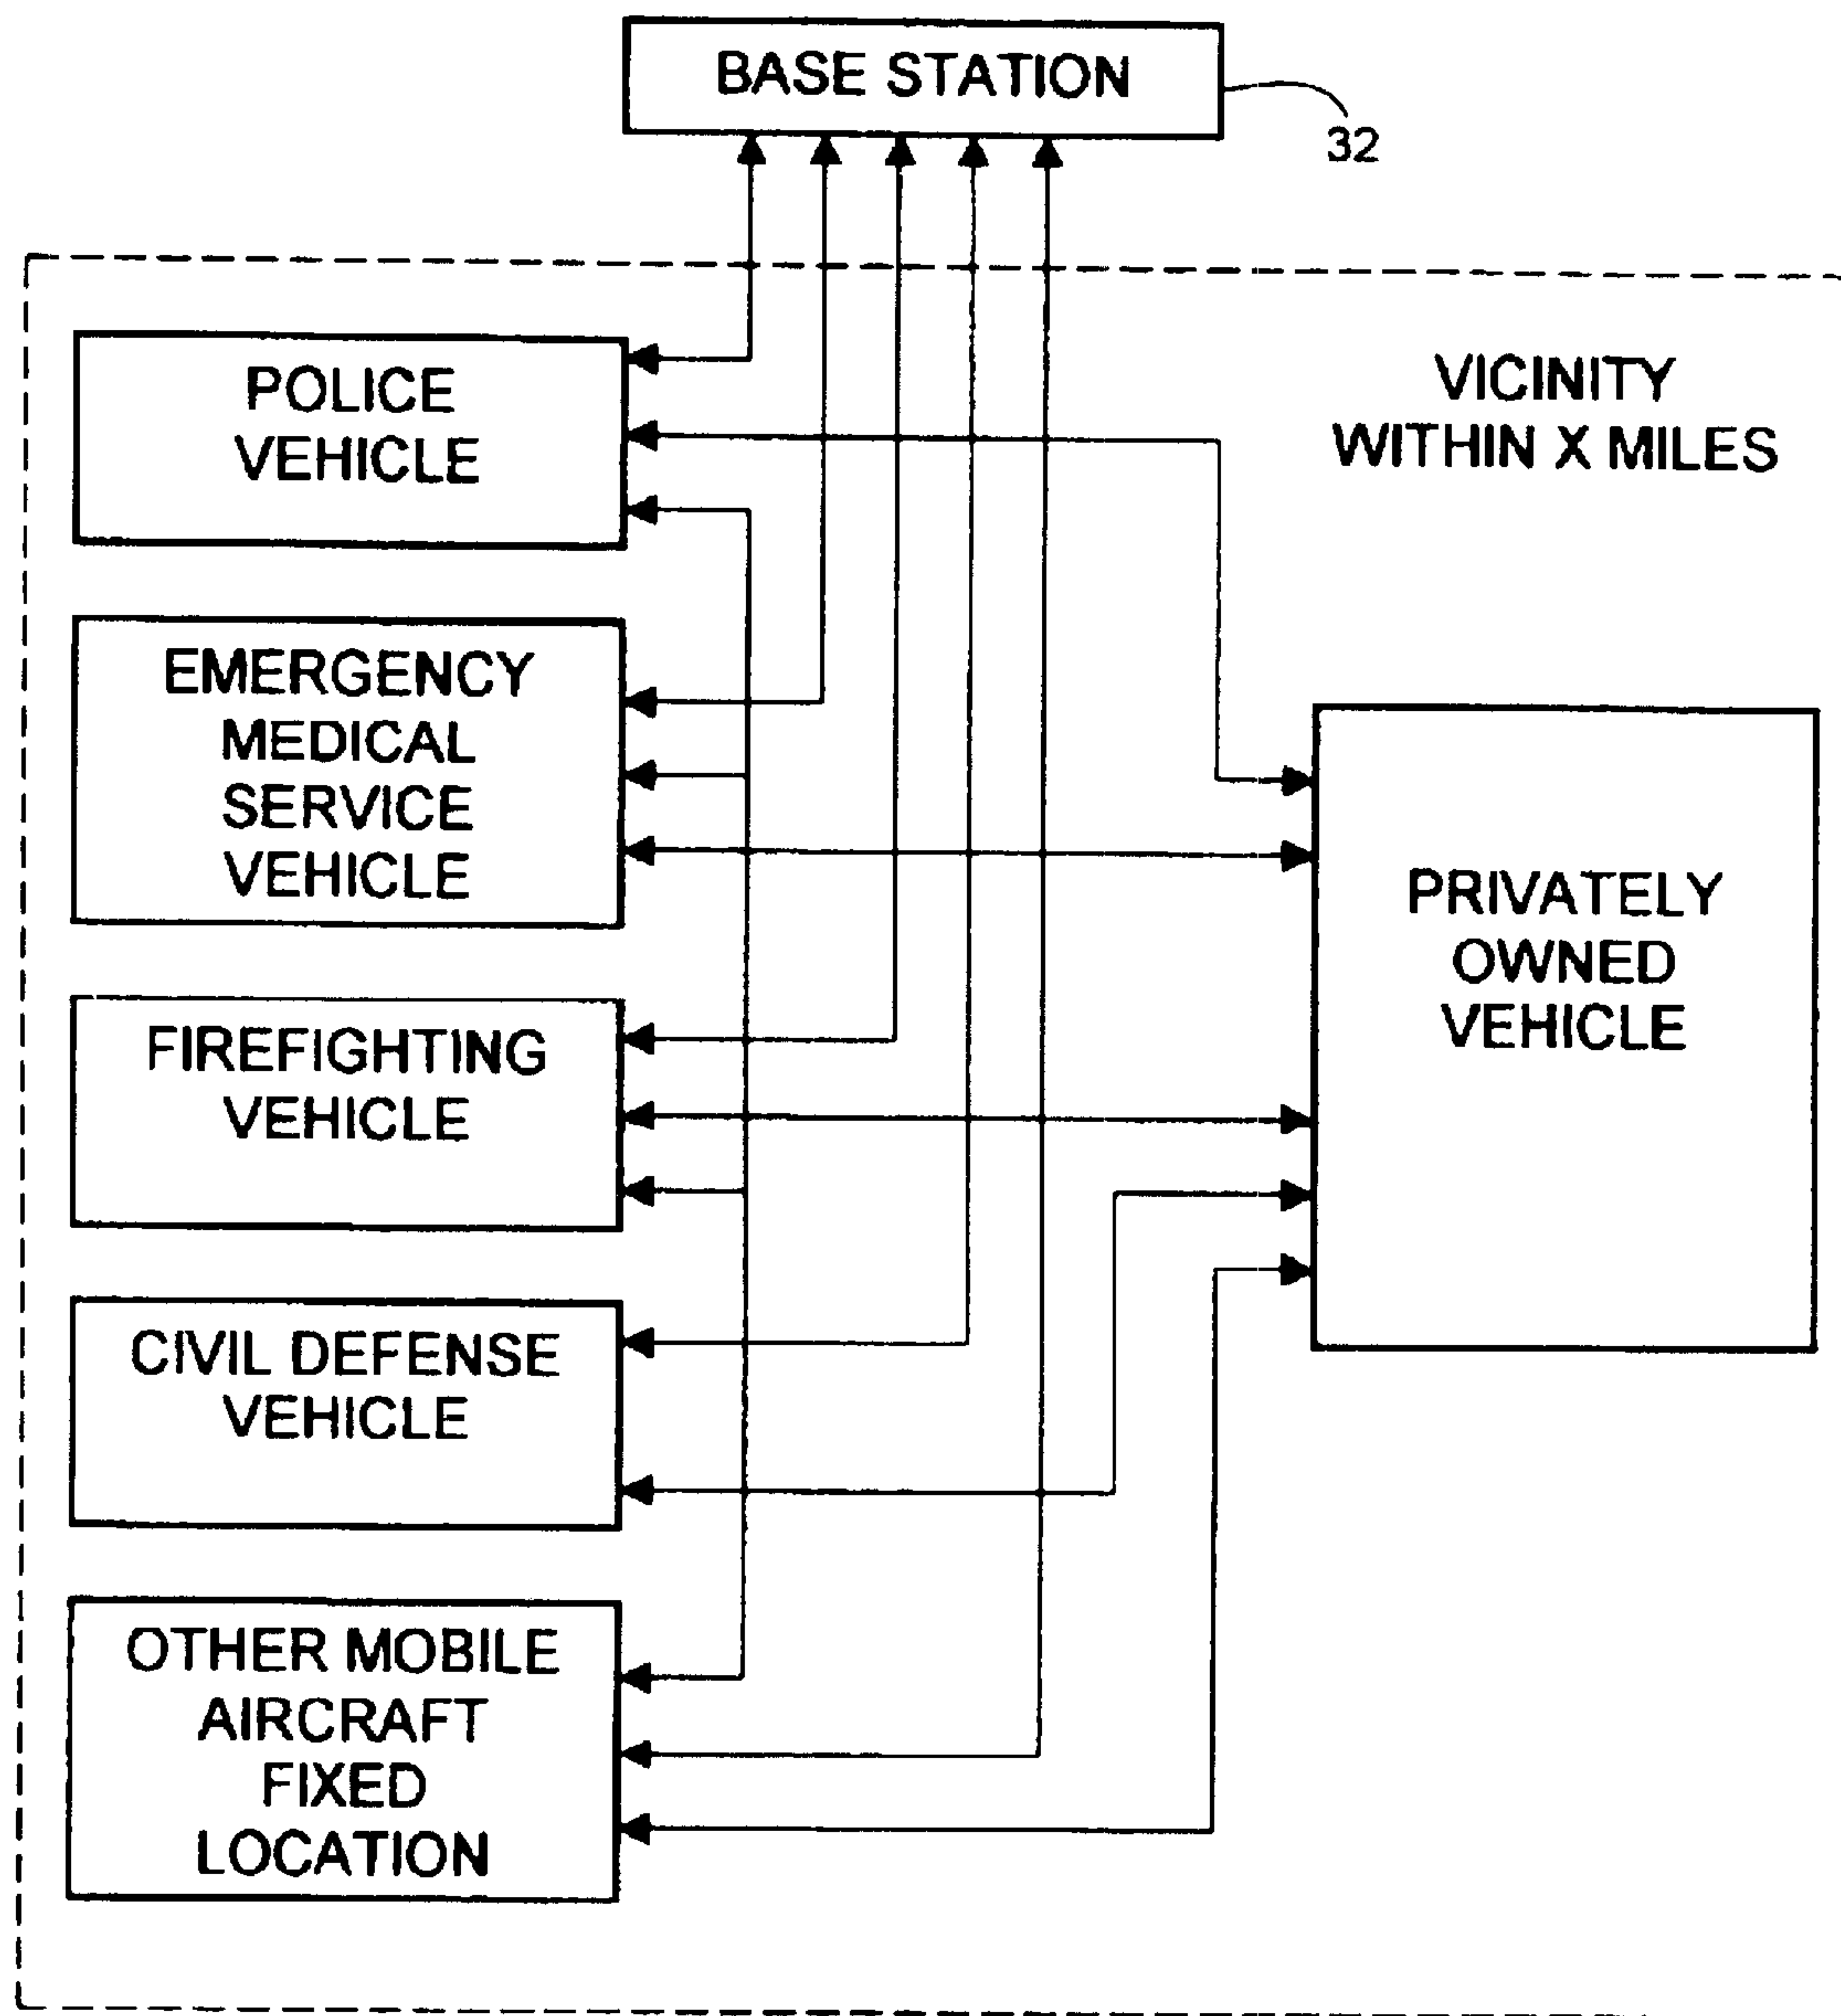 BASE STATION
32
VICINITY
WITHIN X MILES
POLICE
VEHICLE
EMERGENCY
MEDICAL
SERVICE
VEHICLE
PRIVATELY
OWNED
VEHICLE
FIREFIGHTING
VEHICLE
CIVIL DEFENSE
VEHICLE
OTHER MOBILE
AIRCRAFT
FIXED
LOCATION